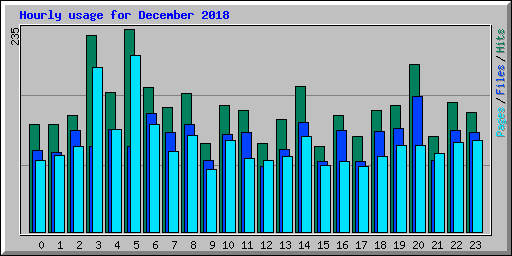 Hourly usage for December 2018
235
Pages / Files / Hits
0 1 2 3 4 5 6 7 8 9 10 11 12 13 14 15 16 17 18 19 20 21 22 23